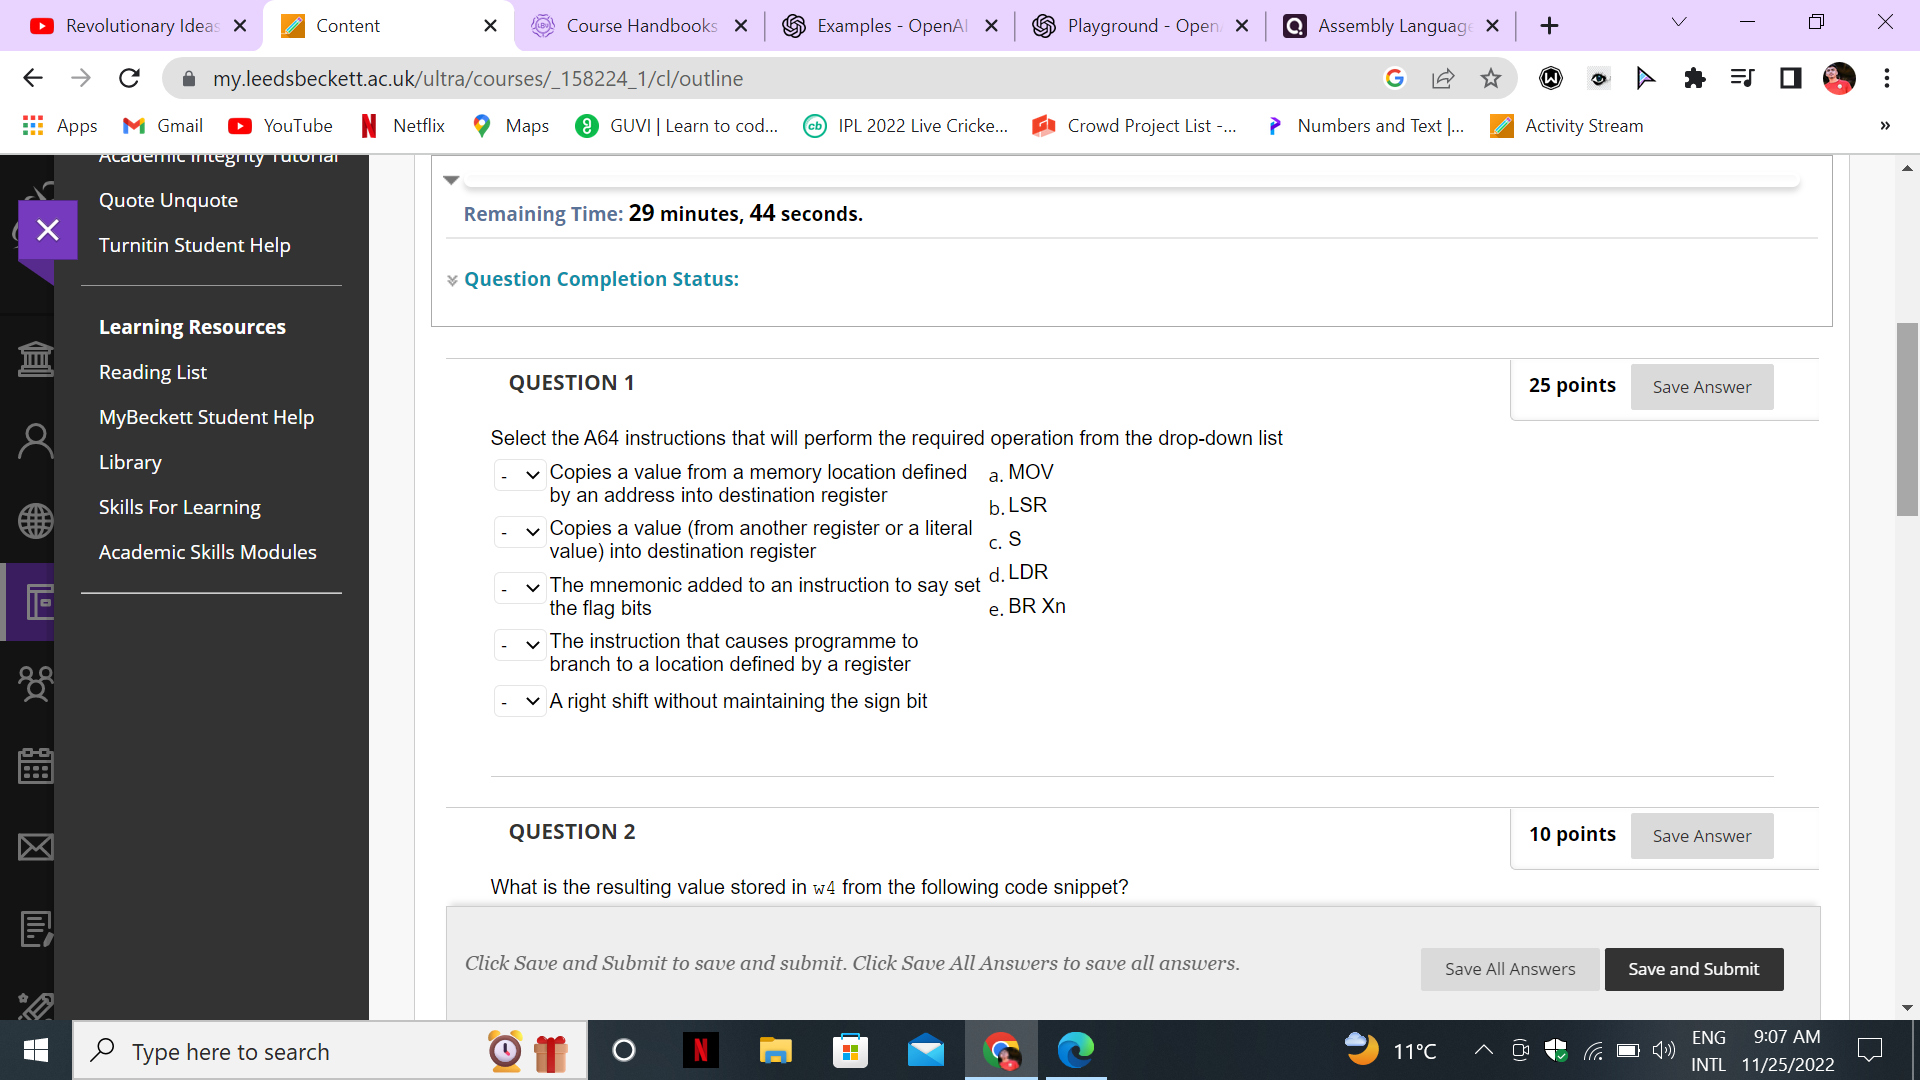 Revolutionary Ideas
Content
Course Handbooks
Examples - OpenAI
Playground - Open
Assembly Language
my.leedsbeckett.ac.uk/ultra/courses/_158224_1/cl/outline
Apps
Gmail
YouTube
Netflix
Maps
GUVI | Learn to cod...
IPL 2022 Live Cricke...
Crowd Project List -...
Numbers and Text |...
Activity Stream
»
Academic Integrity Tutorial
Quote Unquote
Turnitin Student Help
Learning Resources
Reading List
MyBeckett Student Help
Library
Skills For Learning
Academic Skills Modules
Remaining Time: 29 minutes, 44 seconds.
Question Completion Status:
QUESTION 1
25 points
Save Answer
Select the A64 instructions that will perform the required operation from the drop-down list
- Copies a value from a memory location defined
by an address into destination register
- Copies a value (from another register or a literal
value) into destination register
- The mnemonic added to an instruction to say set
the flag bits
- The instruction that causes programme to
branch to a location defined by a register
- A right shift without maintaining the sign bit
a. MOV
b. LSR
c. S
d. LDR
e. BR Xn
QUESTION 2
10 points
Save Answer
What is the resulting value stored in w4 from the following code snippet?
Click Save and Submit to save and submit. Click Save All Answers to save all answers.
Save All Answers
Save and Submit
Type here to search
11°C
ENG
INTL
9:07 AM
11/25/2022